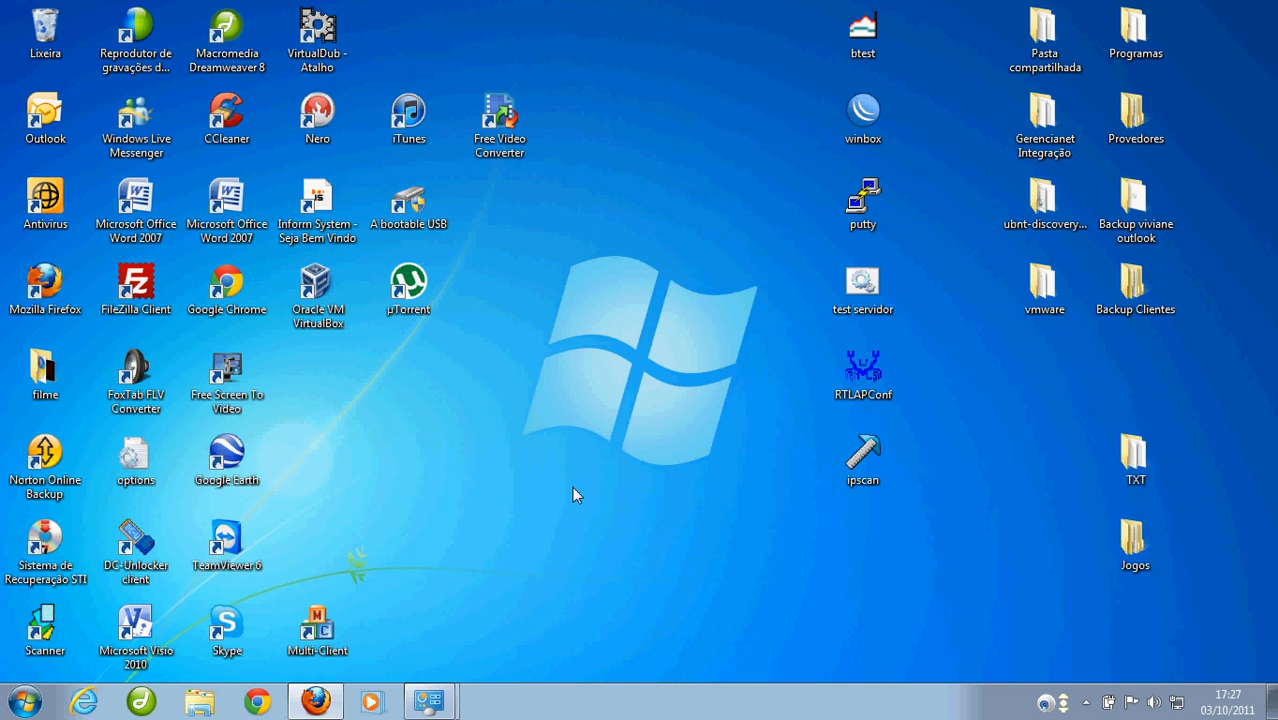 Lixeira
Reprodutor de
gravações d...
Macromedia
Dreamweaver 8
VirtualDub -
Atalho
btest
Pasta
compartilhada
Programas
Outlook
Windows Live
Messenger
CCleaner
Nero
iTunes
Free Video
Converter
winbox
Gerencianet
Integração
Provedores
Antivirus
Microsoft Office
Word 2007
Microsoft Office
Word 2007
Inform System -
Seja Bem Vindo
A bootable USB
putty
ubnt-discovery...
Backup viviane
outlook
Mozilla Firefox
FileZilla Client
Google Chrome
Oracle VM
VirtualBox
µTorrent
test servidor
vmware
Backup Clientes
filme
FoxTab FLV
Converter
Free Screen To
Video
RTLAPConf
Norton Online
Backup
options
Google Earth
ipscan
TXT
Sistema de
Recuperação STI
DC-Unlocker
client
TeamViewer 6
Jogos
Scanner
Microsoft Visio
2010
Skype
Multi-Client
17:27
03/10/2011